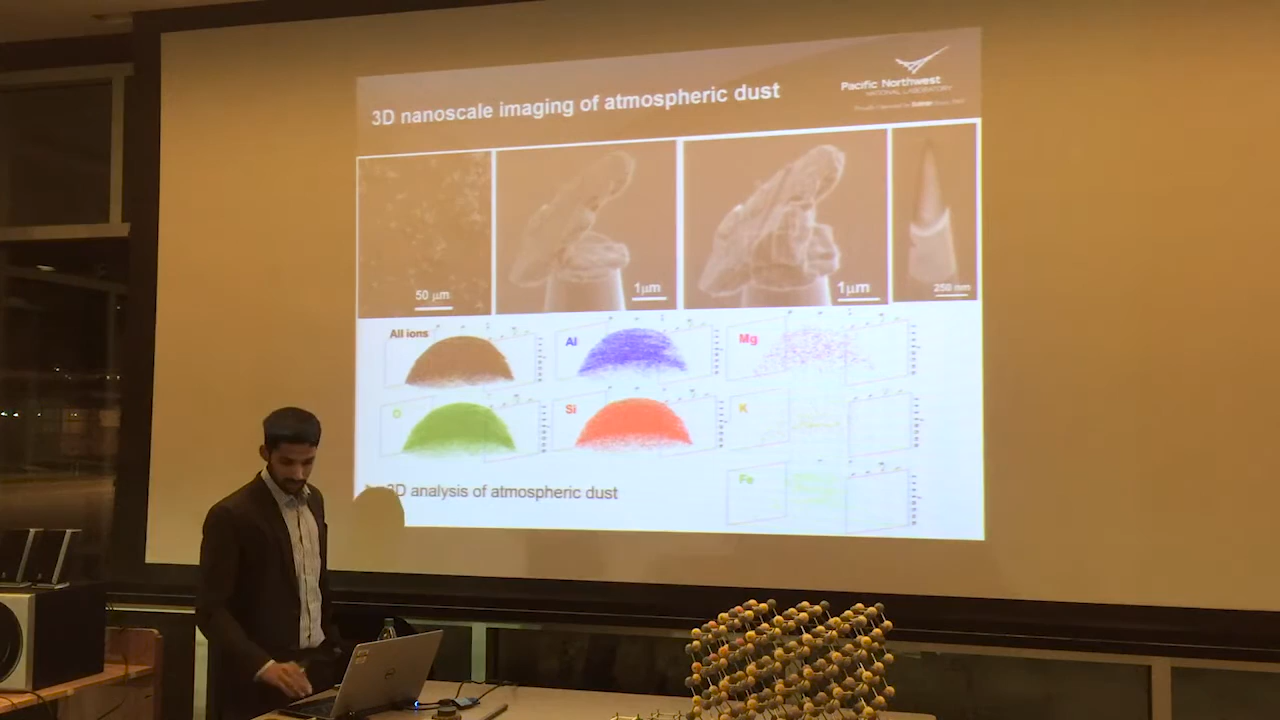 3D nanoscale imaging of atmospheric dust
Pacific Northwest
NATIONAL LABORATORY
50 µm
1µm
1µm
250 nm
All ions
Al
Mg
O
Si
K
Fe
3D analysis of atmospheric dust